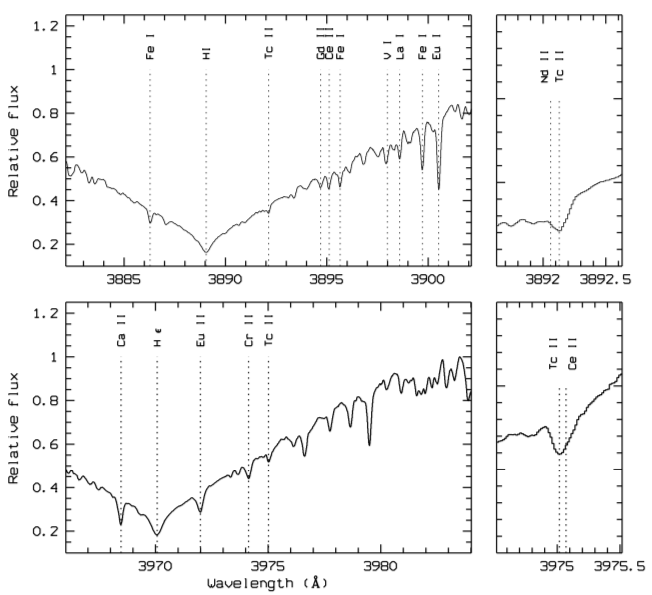 1.2
1
0.8
0.6
0.4
0.2
Relative flux
Fe I
HI
Tc II
Gd II
Ce II
Fe I
V I
La I
Fe I
Eu I
3885
3890
3895
3900
Nd II
Tc II
3892
3892.5
1.2
1
0.8
0.6
0.4
0.2
Relative flux
Ca II
H ε
Eu II
Cr II
Tc II
3970
3975
3980
Wavelength (Å)
Tc II
Ce II
3975
3975.5